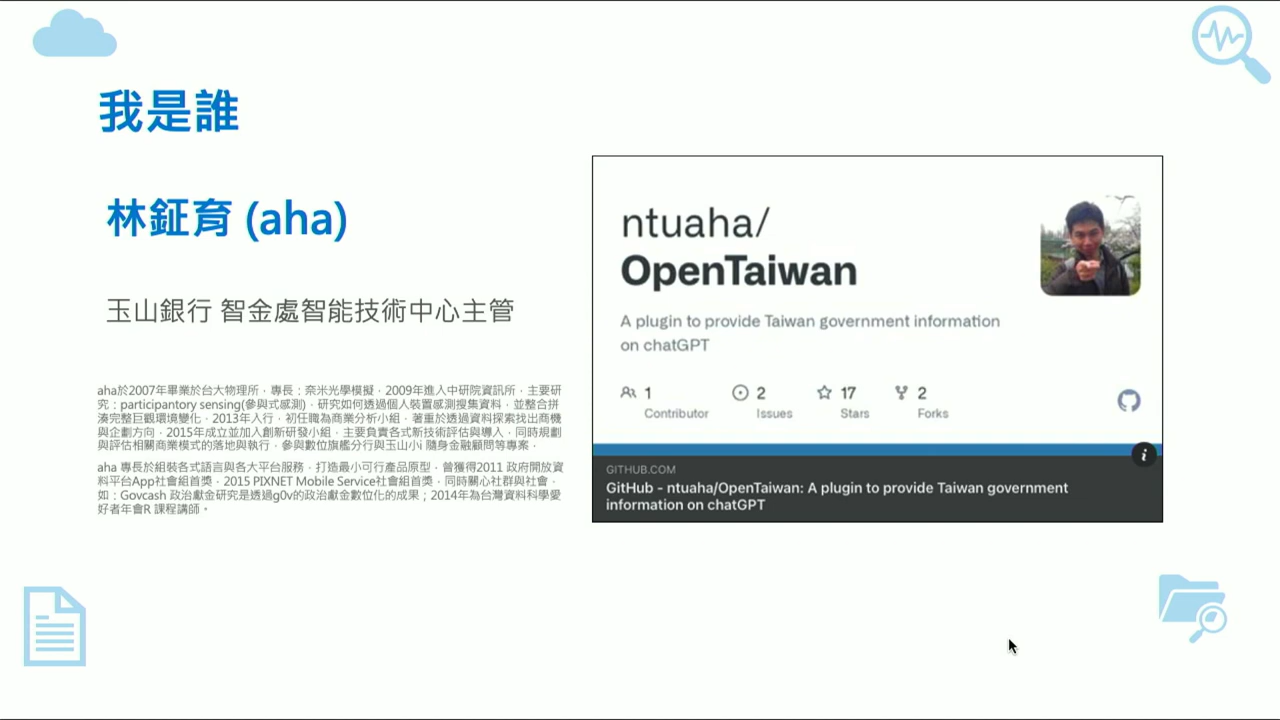 我是誰
林鉦育 (aha)
玉山銀行 智金處智能技術中心主管
aha於2007年畢業於台大物理所，專長：奈米光學模擬，2009年進入中研院資訊所，主要研
究：participantory sensing(參與式感測)，研究如何透過個人裝置感測搜集資料，並整合拼
湊完整巨觀環境變化，2013年入行，初任職為商業分析小組，著重於透過資料探索找出商機
與企劃方向，2015年成立並加入創新研發小組，主要負責各式新技術評估與導入，同時規劃
與評估相關商業模式的落地與執行，參與數位旗艦分行與玉山小i 隨身金融顧問等專案，
aha 專長於組裝各式語言與各大平台服務，打造最小可行產品原型，曾獲得2011 政府開放資
料平台App社會組首獎，2015 PIXNET Mobile Service社會組首獎，同時關心社群與社會，
如：Govcash 政治獻金研究是透過g0v的政治獻金數位化的成果；2014年為台灣資料科學愛
好者年會R 課程講師。
ntuaha/
OpenTaiwan
A plugin to provide Taiwan government information
on chatGPT
1
Contributor
2
Issues
17
Stars
2
Forks
GITHUB.COM
GitHub - ntuaha/OpenTaiwan: A plugin to provide Taiwan government
information on chatGPT